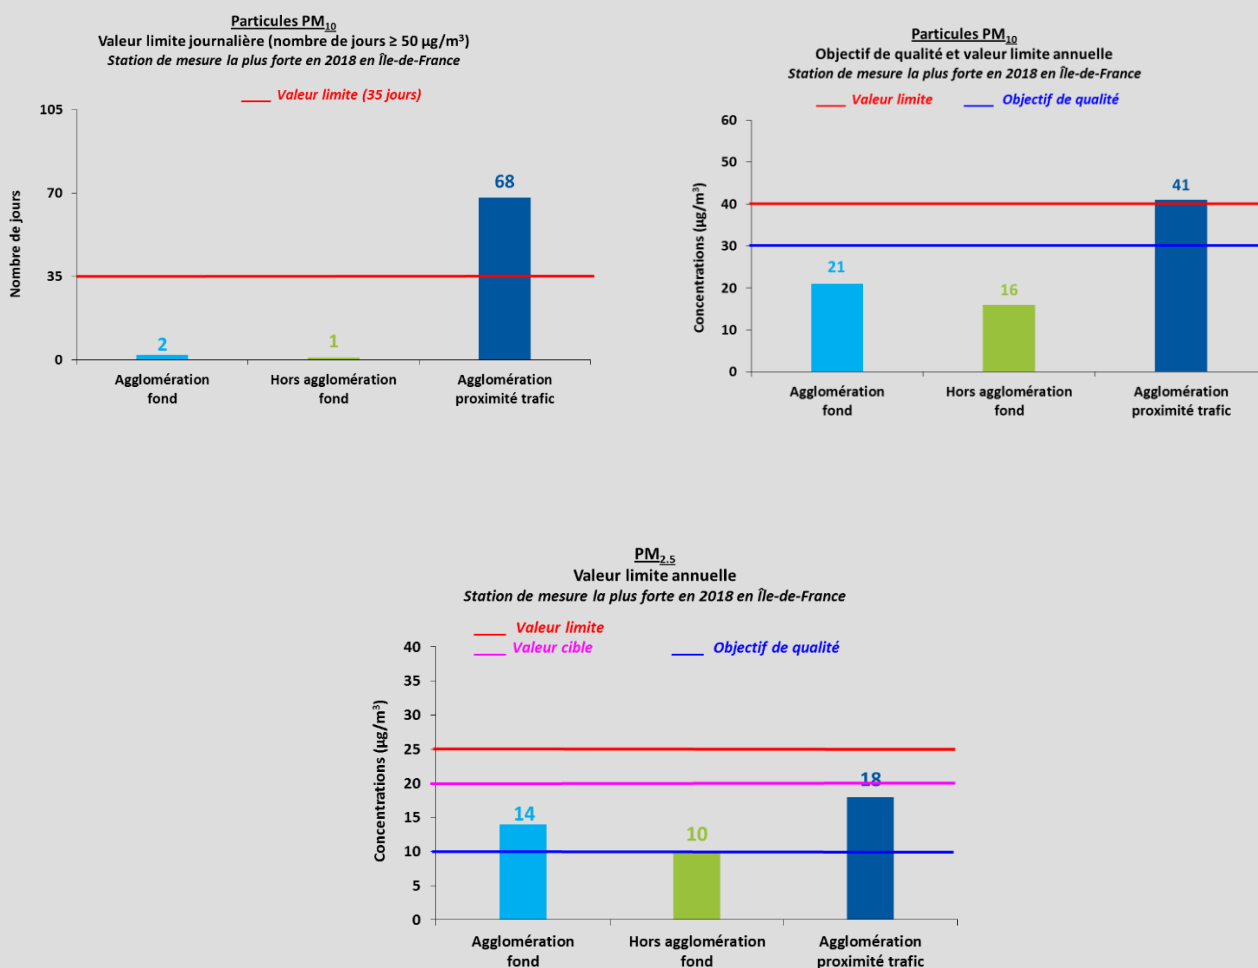 Particules PM₁₀
Valeur limite journalière (nombre de jours ≥ 50 µg/m³)
Station de mesure la plus forte en 2018 en Île-de-France
Valeur limite (35 jours)
Nombre de jours
105
70
35
0
2
1
68
Agglomération
fond
Hors agglomération
fond
Agglomération
proximité trafic
Particules PM₁₀
Objectif de qualité et valeur limite annuelle
Station de mesure la plus forte en 2018 en Île-de-France
Valeur limite
Objectif de qualité
Concentrations (µg/m³)
60
50
40
30
20
10
0
21
16
41
Agglomération
fond
Hors agglomération
fond
Agglomération
proximité trafic
PM₂.₅
Valeur limite annuelle
Station de mesure la plus forte en 2018 en Île-de-France
Valeur limite
Valeur cible
Objectif de qualité
Concentrations (µg/m³)
40
35
30
25
20
15
10
5
0
14
10
18
Agglomération
fond
Hors agglomération
fond
Agglomération
proximité trafic